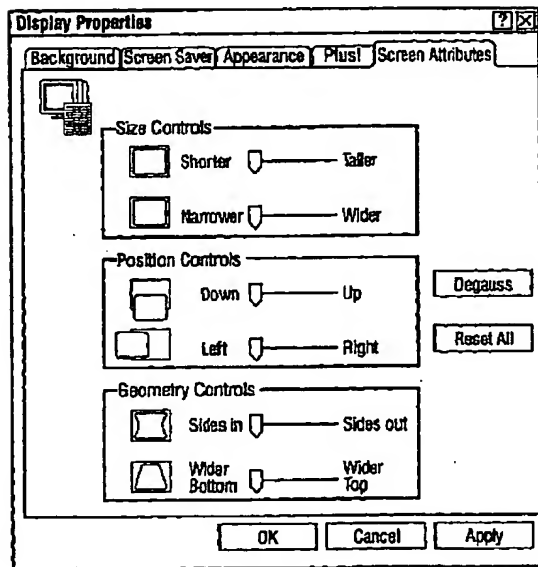 Display Properties ? X
Background Screen Saver Appearance Plus! Screen Attributes
Size Controls
Shorter Taller
Narrower Wider
Position Controls
Down Up
Left Right
Degauss
Reset All
Geometry Controls
Sides in Sides out
Wider Bottom Wider Top
OK Cancel Apply